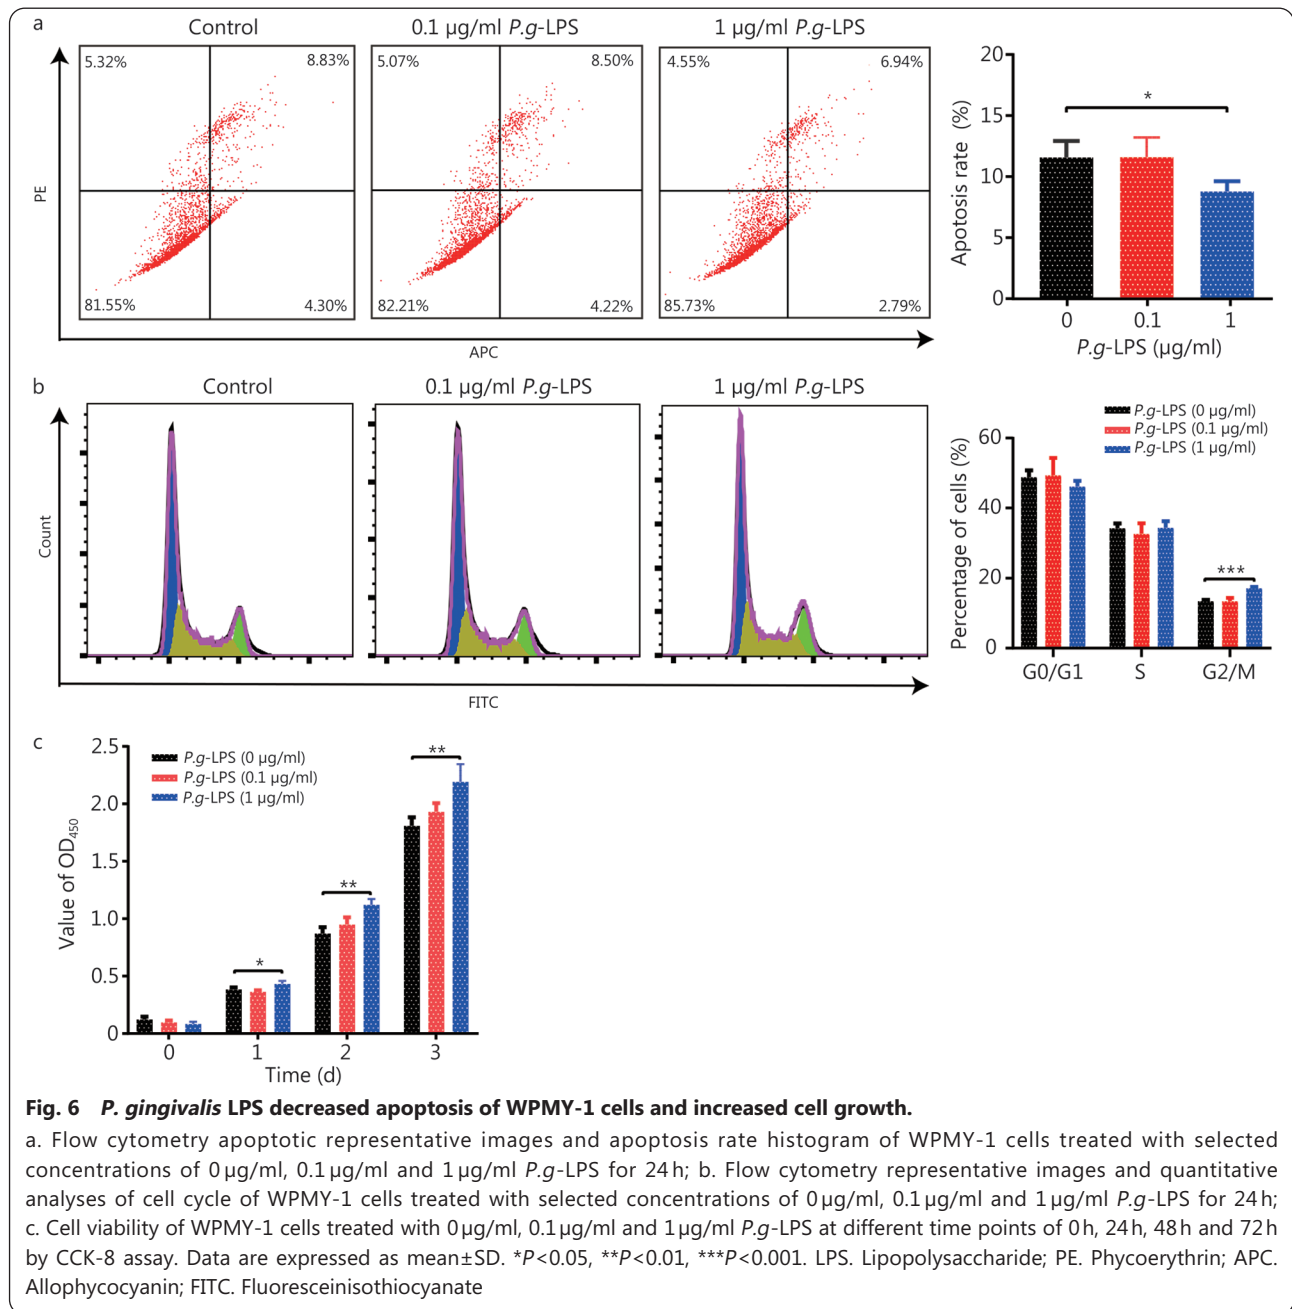 a
Control
0.1 µg/ml P.g-LPS
1 µg/ml P.g-LPS
5.32%
8.83%
81.55%
4.30%
5.07%
8.50%
82.21%
4.22%
4.55%
6.94%
85.73%
2.79%
PE
APC
Apotosis rate (%)
20
15
10
5
0
*
0
0.1
1
P.g-LPS (µg/ml)
b
Control
0.1 µg/ml P.g-LPS
1 µg/ml P.g-LPS
Count
FITC
P.g-LPS (0 µg/ml)
P.g-LPS (0.1 µg/ml)
P.g-LPS (1 µg/ml)
Percentage of cells (%)
60
40
20
0
***
G0/G1
S
G2/M
c
P.g-LPS (0 µg/ml)
P.g-LPS (0.1 µg/ml)
P.g-LPS (1 µg/ml)
Value of OD450
2.5
2.0
1.5
1.0
0.5
0
*
**
**
0
1
2
3
Time (d)
Fig. 6 P. gingivalis LPS decreased apoptosis of WPMY-1 cells and increased cell growth.
a. Flow cytometry apoptotic representative images and apoptosis rate histogram of WPMY-1 cells treated with selected
concentrations of 0 µg/ml, 0.1 µg/ml and 1 µg/ml P.g-LPS for 24 h; b. Flow cytometry representative images and quantitative
analyses of cell cycle of WPMY-1 cells treated with selected concentrations of 0 µg/ml, 0.1 µg/ml and 1 µg/ml P.g-LPS for 24 h;
c. Cell viability of WPMY-1 cells treated with 0 µg/ml, 0.1 µg/ml and 1 µg/ml P.g-LPS at different time points of 0 h, 24 h, 48 h and 72 h
by CCK-8 assay. Data are expressed as mean±SD. *P<0.05, **P<0.01, ***P<0.001. LPS. Lipopolysaccharide; PE. Phycoerythrin; APC.
Allophycocyanin; FITC. Fluoresceinisothiocyanate